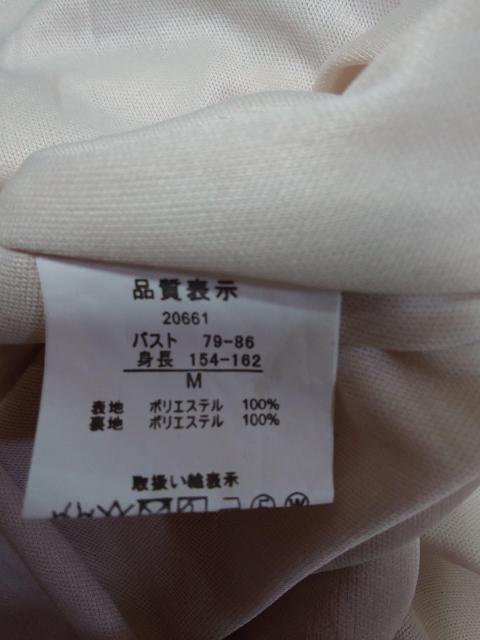 品質表示
20661
バスト 79-86
身長 154-162
M
表地 ポリエステル 100%
裏地 ポリエステル 100%
取扱い絵表示